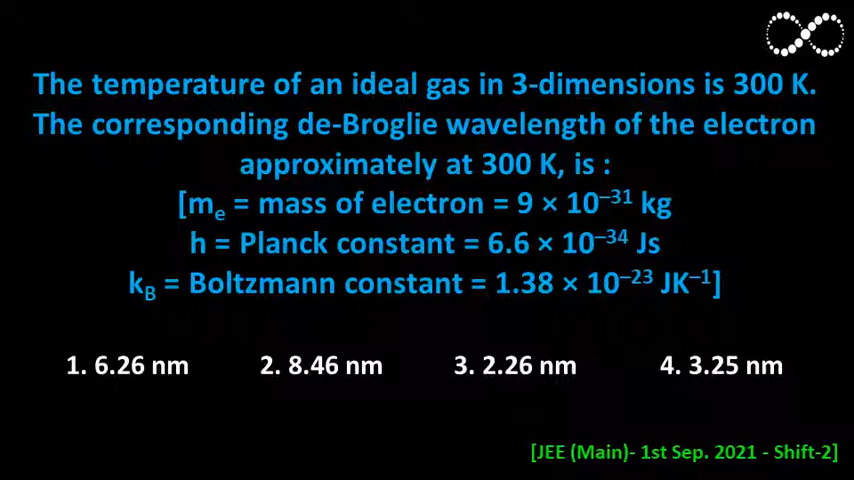 The temperature of an ideal gas in 3-dimensions is 300 K.
The corresponding de-Broglie wavelength of the electron
approximately at 300 K, is :
[mₑ = mass of electron = 9 × 10⁻³¹ kg
h = Planck constant = 6.6 × 10⁻³⁴ Js
k_B = Boltzmann constant = 1.38 × 10⁻²³ JK⁻¹]
1. 6.26 nm 2. 8.46 nm 3. 2.26 nm 4. 3.25 nm
[JEE (Main)- 1st Sep. 2021 - Shift-2]